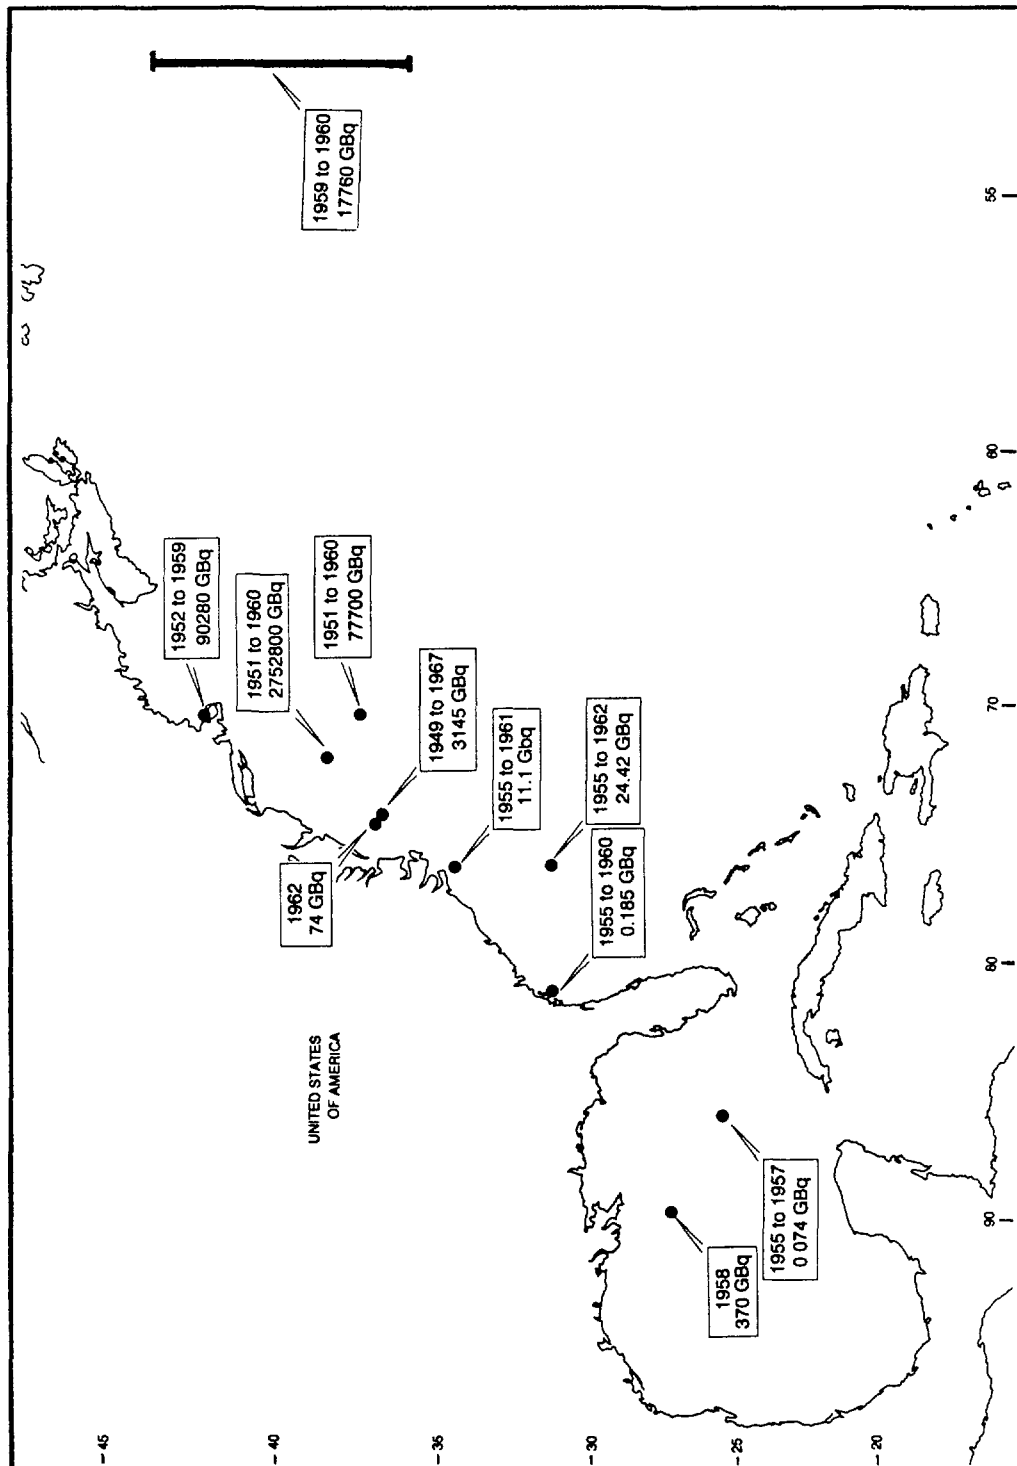 1959 to 1960
17760 GBq
1952 to 1959
90280 GBq
1951 to 1960
2752800 GBq
1951 to 1960
77700 GBq
1949 to 1967
3145 GBq
1962
74 GBq
1955 to 1961
11.1 Gbq
1955 to 1962
24.42 GBq
1955 to 1960
0.185 GBq
UNITED STATES
OF AMERICA
1955 to 1957
0 074 GBq
1958
370 GBq
- 45
- 40
- 35
- 30
- 25
- 20
90
80
70
60
55